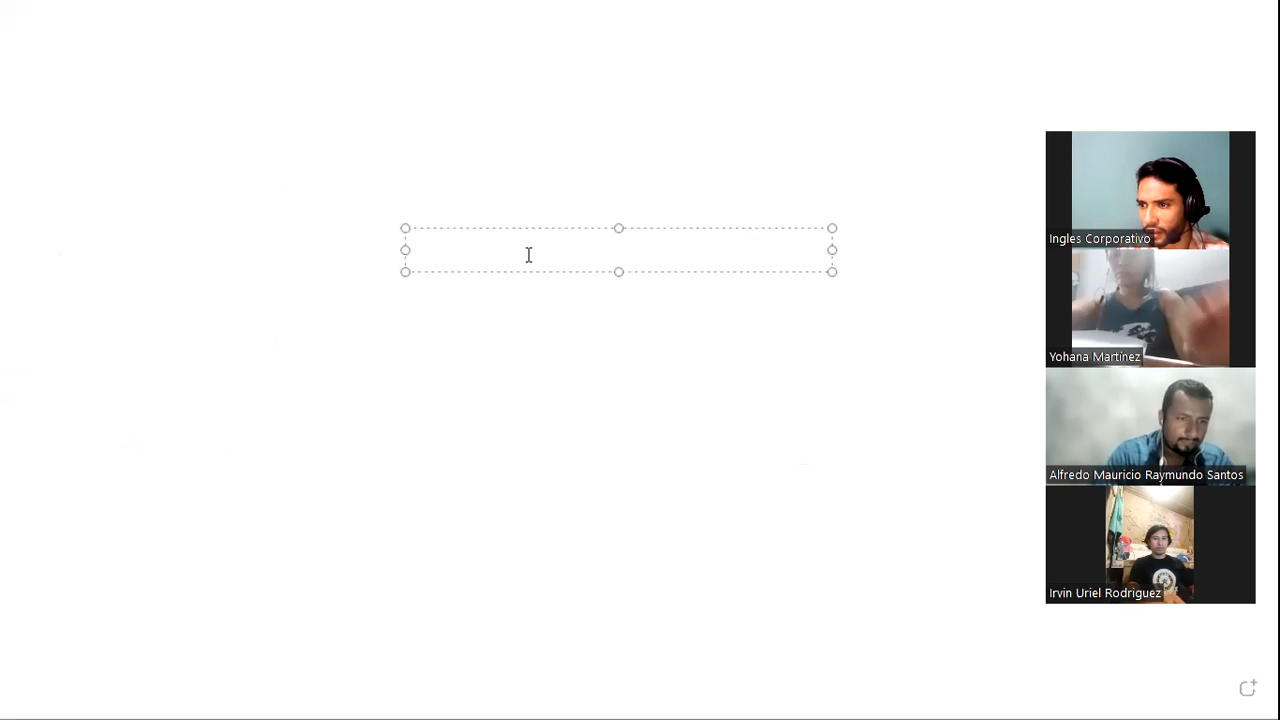 Ingles Corporativo
Yohana Martinez
Alfredo Mauricio Raymundo Santos
Irvin Uriel Rodriguez